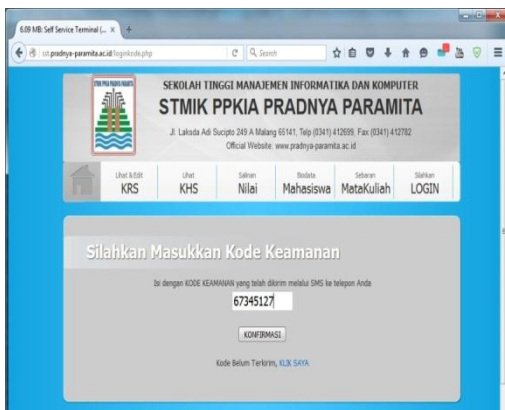 6.09 MB: Self Service Terminal (...
sst.pradnya-paramita.ac.id/loginkode.php
Search
SEKOLAH TINGGI MANAJEMEN INFORMATIKA DAN KOMPUTER
STMIK PPKIA PRADNYA PARAMITA
Jl. Laksda Adi Sucipto 249 A Malang 65141, Telp (0341) 412699, Fax (0341) 412782
Official Website: www.pradnya-paramita.ac.id
Lihat & Edit
KRS
Lihat
KHS
Salinan
Nilai
Biodata
Mahasiswa
Sebaran
MataKuliah
Silahkan
LOGIN
Silahkan Masukkan Kode Keamanan
Isi dengan KODE KEAMANAN yang telah dikirim melalui SMS ke telepon Anda
67345127
KONFIRMASI
Kode Belum Terkirim, KLIK SAYA